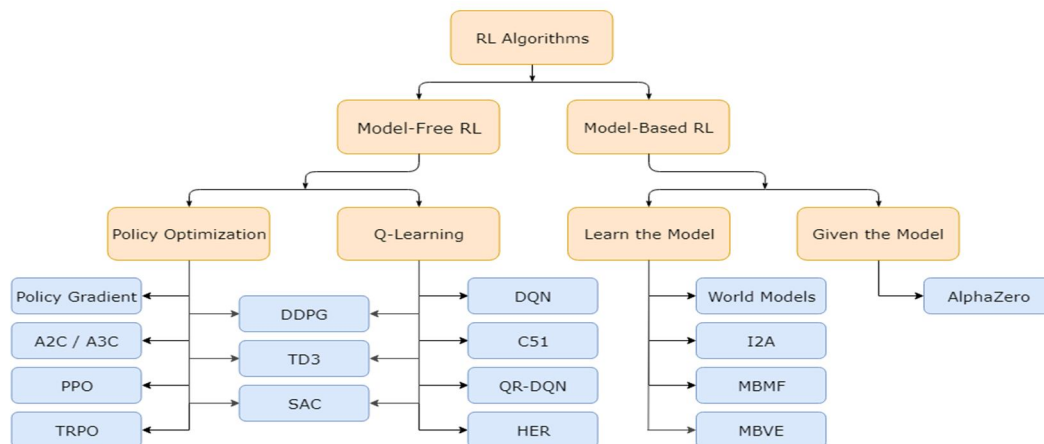 RL Algorithms
Model-Free RL
Model-Based RL
Policy Optimization
Q-Learning
Learn the Model
Given the Model
Policy Gradient
DDPG
DQN
World Models
AlphaZero
A2C / A3C
TD3
C51
I2A
PPO
SAC
QR-DQN
MBMF
TRPO
HER
MBVE